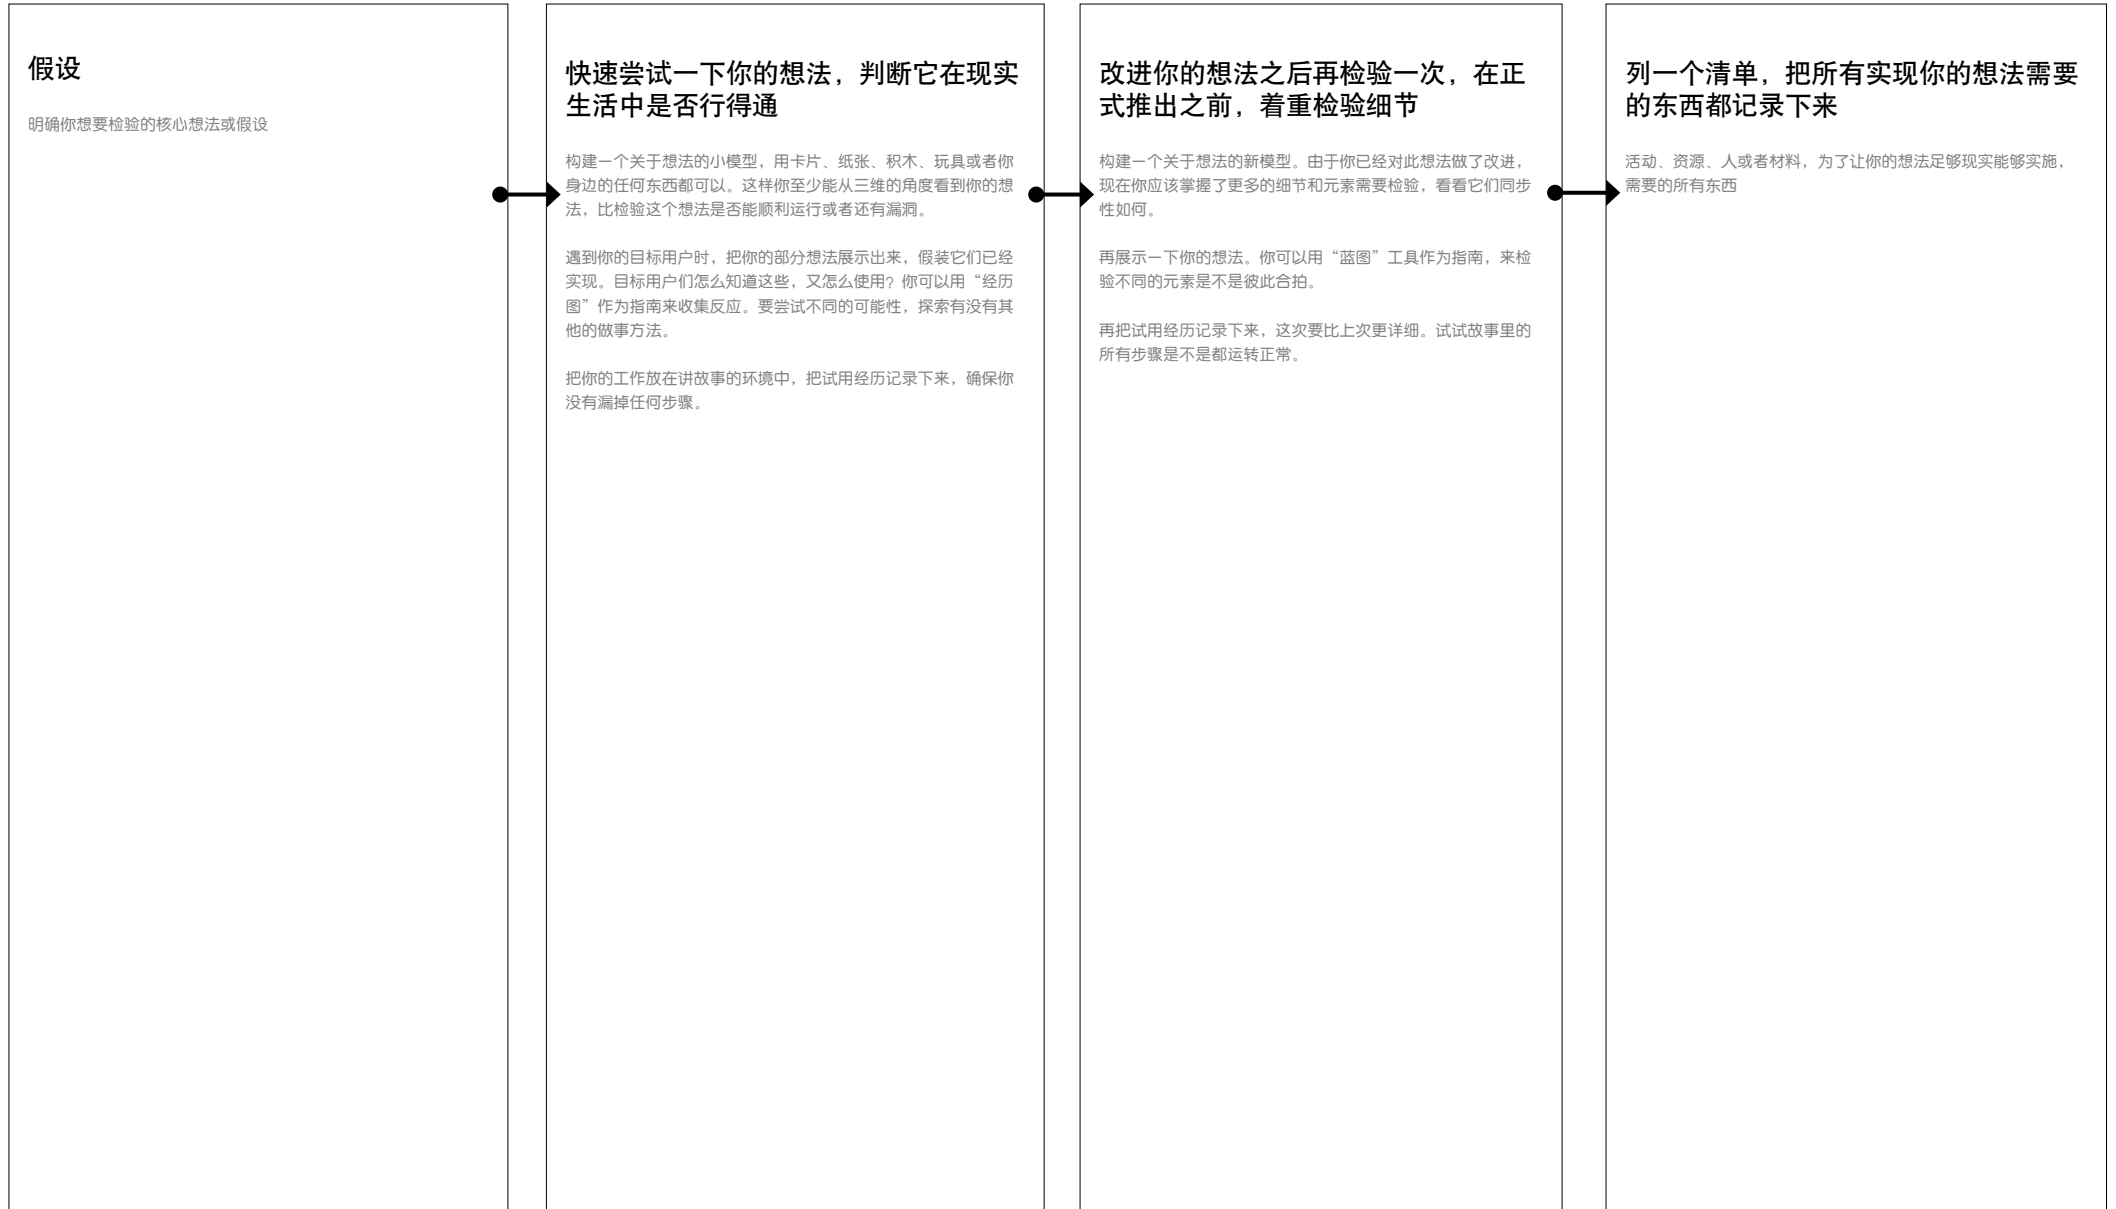 假设
明确你想要检验的核心想法或假设
快速尝试一下你的想法，判断它在现实
生活中是否行得通
构建一个关于想法的小模型，用卡片、纸张、积木、玩具或者你
身边的任何东西都可以。这样你至少能从三维的角度看到你的想
法，比检验这个想法是否能顺利运行或者还有漏洞。
遇到你的目标用户时，把你的部分想法展示出来，假装它们已经
实现。目标用户们怎么知道这些，又怎么使用？你可以用“经历
图”作为指南来收集反应。要尝试不同的可能性，探索有没有其
他的做事方法。
把你的工作放在讲故事的环境中，把试用经历记录下来，确保你
没有漏掉任何步骤。
改进你的想法之后再检验一次，在正
式推出之前，着重检验细节
构建一个关于想法的新模型。由于你已经对此想法做了改进，
现在你应该掌握了更多的细节和元素需要检验，看看它们同步
性如何。
再展示一下你的想法。你可以用“蓝图”工具作为指南，来检
验不同的元素是不是彼此合拍。
再把试用经历记录下来，这次要比上次更详细。试试故事里的
所有步骤是不是都运转正常。
列一个清单，把所有实现你的想法需要
的东西都记录下来
活动、资源、人或者材料，为了让你的想法足够现实能够实施，
需要的所有东西